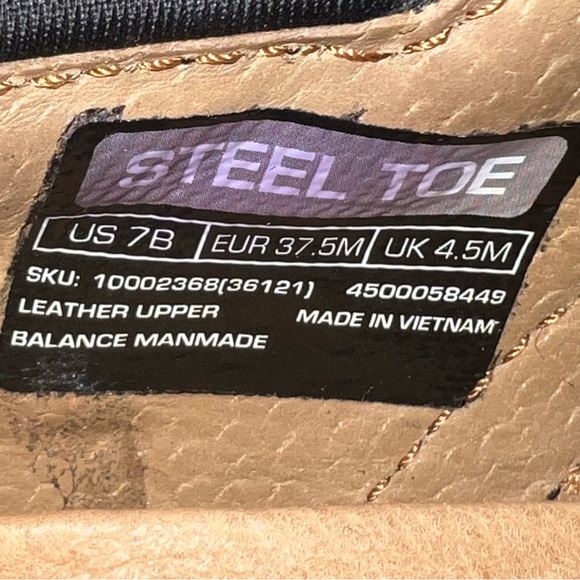 STEEL TOE
US 7B EUR 37.5M UK 4.5M
SKU: 10002368(36121) 4500058449
LEATHER UPPER MADE IN VIETNAM
BALANCE MANMADE